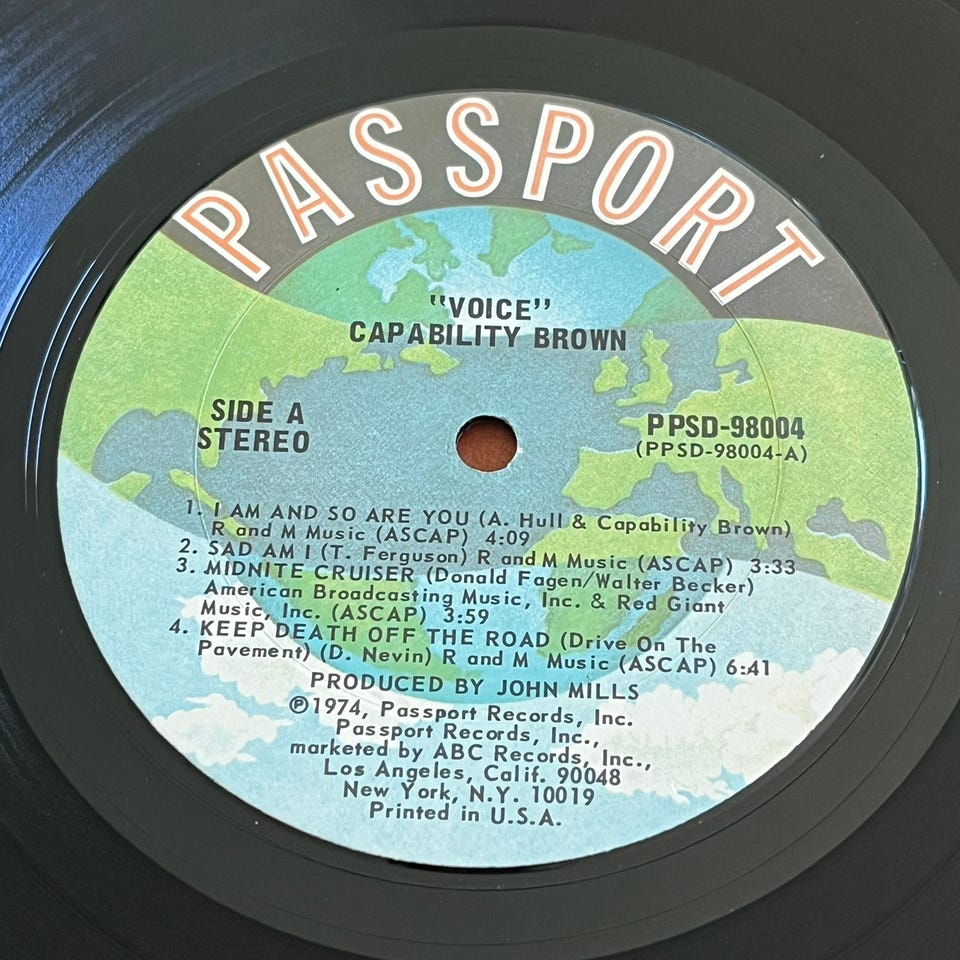 PASSPORT
"VOICE"
CAPABILITY BROWN
SIDE A
STEREO
PPSD-98004
(PPSD-98004-A)
1. I AM AND SO ARE YOU (A. Hull & Capability Brown)
R and M Music (ASCAP) 4:09
2. SAD AM I (T. Ferguson) R and M Music (ASCAP) 3:33
3. MIDNITE CRUISER (Donald Fagen/Walter Becker)
American Broadcasting Music, Inc. & Red Giant
Music, Inc. (ASCAP) 3:59
4. KEEP DEATH OFF THE ROAD (Drive On The
Pavement) (D. Nevin) R and M Music (ASCAP) 6:41
PRODUCED BY JOHN MILLS
℗1974, Passport Records, Inc.
Passport Records, Inc.,
marketed by ABC Records, Inc.,
Los Angeles, Calif. 90048
New York, N.Y. 10019
Printed in U.S.A.